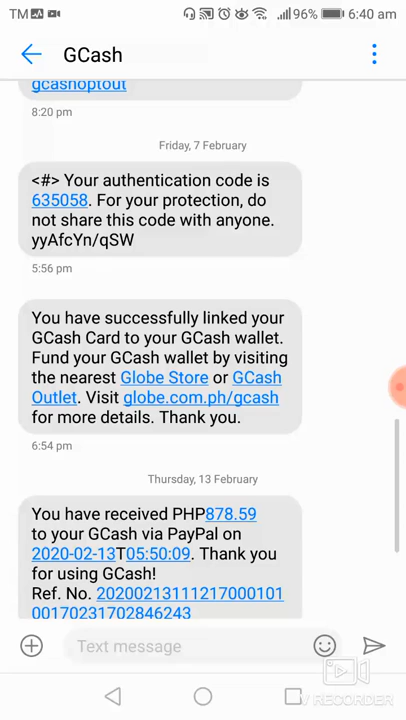 TM 96% 6:40 am
GCash
gcashoptout
8:20 pm
Friday, 7 February
<#> Your authentication code is
635058. For your protection, do
not share this code with anyone.
yyAfcYn/qSW
5:56 pm
You have successfully linked your
GCash Card to your GCash wallet.
Fund your GCash wallet by visiting
the nearest Globe Store or GCash
Outlet. Visit globe.com.ph/gcash
for more details. Thank you.
6:54 pm
Thursday, 13 February
You have received PHP878.59
to your GCash via PayPal on
2020-02-13T05:50:09. Thank you
for using GCash!
Ref. No. 20200213111217000101
00170231702846243
Text message
V RECORDER